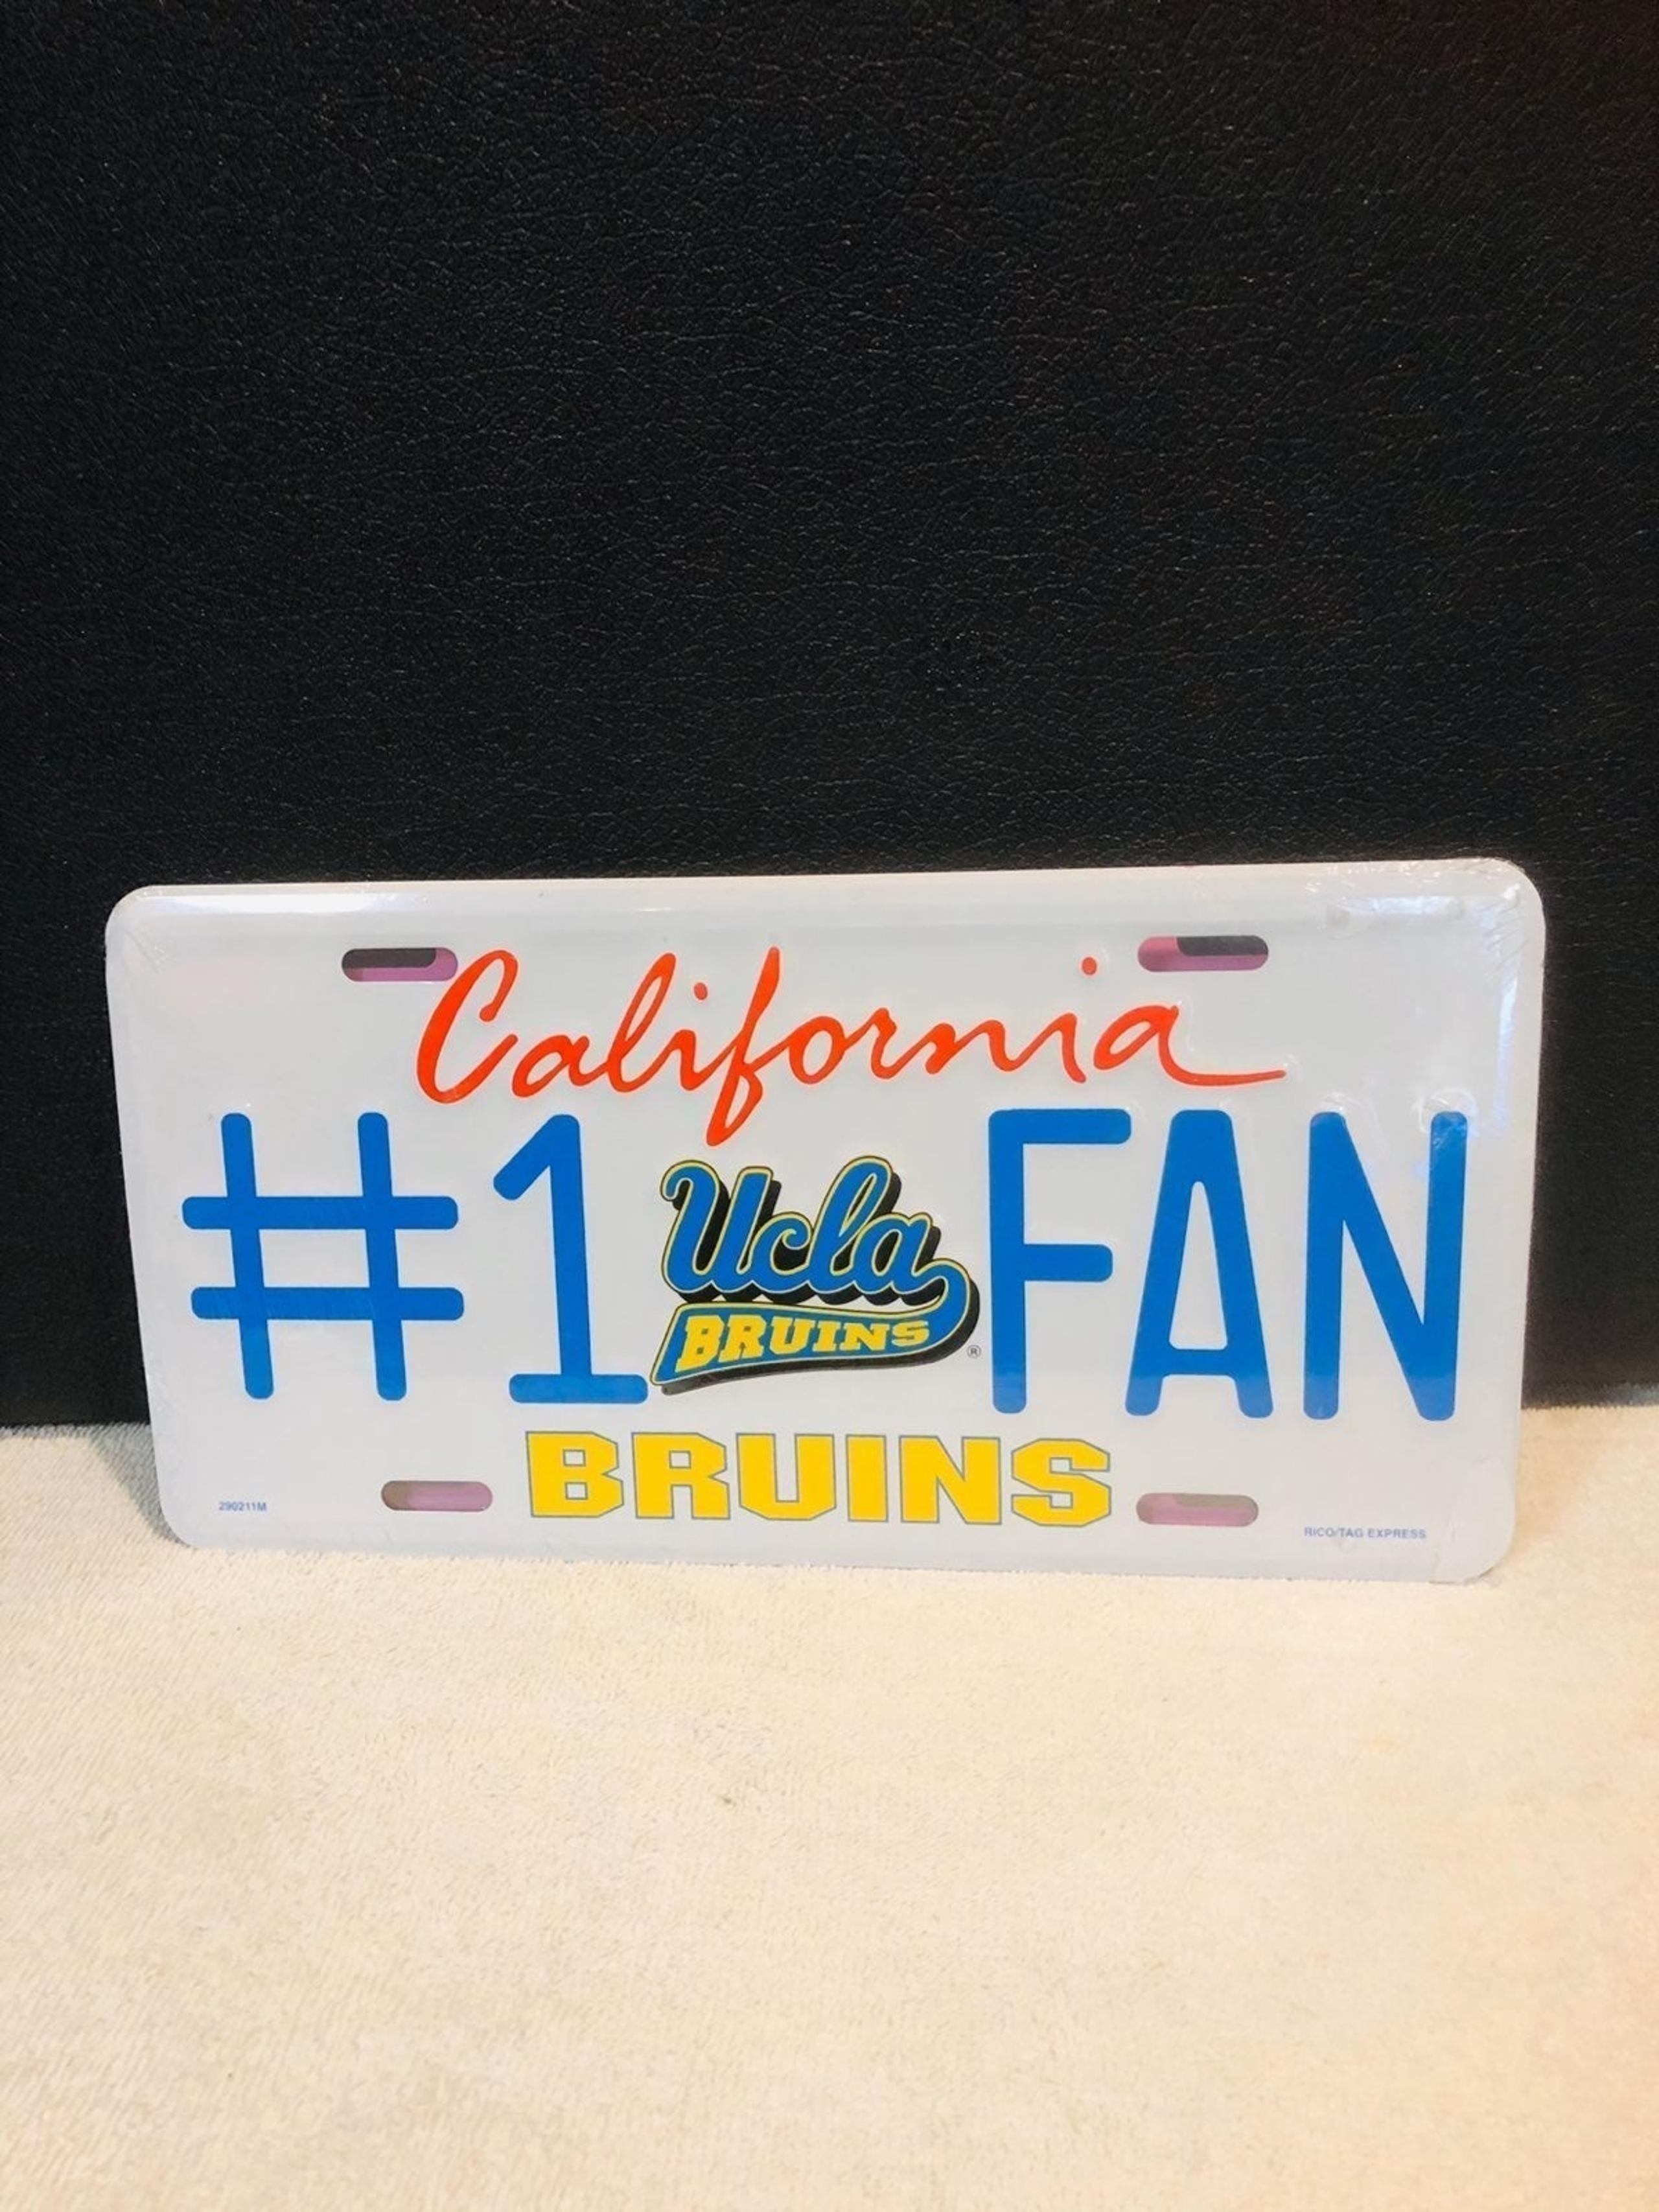 California
#1 Ucla FAN
BRUINS ®
BRUINS
290211M
RICO/TAG EXPRESS